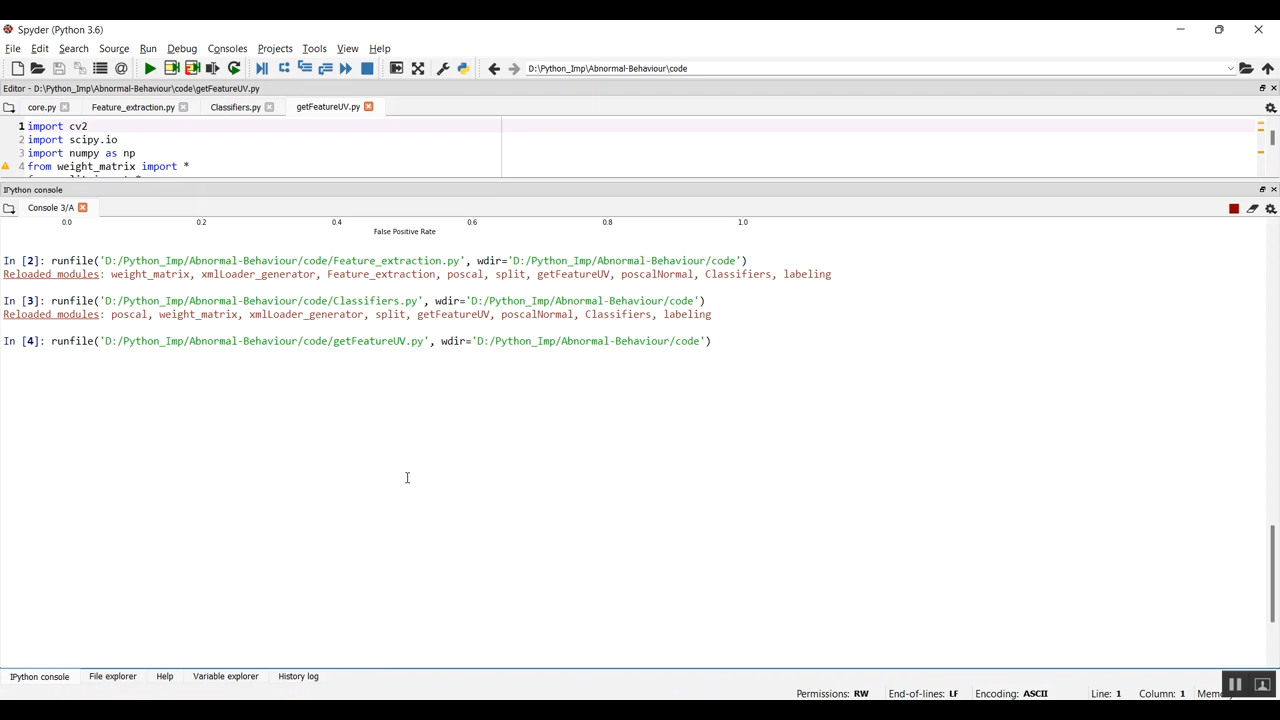 Spyder (Python 3.6)
File Edit Search Source Run Debug Consoles Projects Tools View Help
D:\Python_Imp\Abnormal-Behaviour\code
Editor - D:\Python_Imp\Abnormal-Behaviour\code\getFeatureUV.py
core.py Feature_extraction.py Classifiers.py getFeatureUV.py
1 import cv2
2 import scipy.io
3 import numpy as np
4 from weight_matrix import *
IPython console
Console 3/A
0.0 0.2 0.4 0.6 0.8 1.0
False Positive Rate
In [2]: runfile('D:/Python_Imp/Abnormal-Behaviour/code/Feature_extraction.py', wdir='D:/Python_Imp/Abnormal-Behaviour/code')
Reloaded modules: weight_matrix, xmlLoader_generator, Feature_extraction, poscal, split, getFeatureUV, poscalNormal, Classifiers, labeling
In [3]: runfile('D:/Python_Imp/Abnormal-Behaviour/code/Classifiers.py', wdir='D:/Python_Imp/Abnormal-Behaviour/code')
Reloaded modules: poscal, weight_matrix, xmlLoader_generator, split, getFeatureUV, poscalNormal, Classifiers, labeling
In [4]: runfile('D:/Python_Imp/Abnormal-Behaviour/code/getFeatureUV.py', wdir='D:/Python_Imp/Abnormal-Behaviour/code')
IPython console File explorer Help Variable explorer History log
Permissions: RW End-of-lines: LF Encoding: ASCII Line: 1 Column: 1